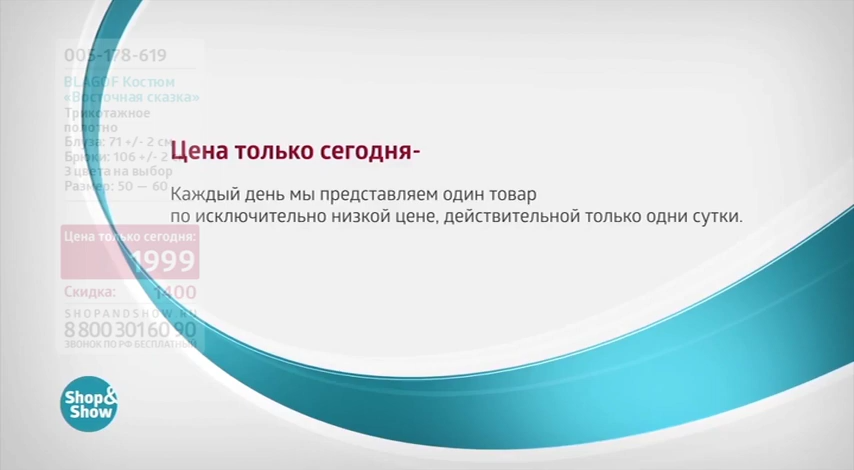 005-178-619
BLAGOF Костюм
«Восточная сказка»
Трикотажное
полотно
Блуза: 71 +/- 2 см
Брюки: 106 +/- 2 см
3 цвета на выбор
Размер: 50 — 60
Цена только сегодня:
1999
Скидка: 1400
SHOPANDSHOW.RU
8 800 301 60 90
ЗВОНОК ПО РФ БЕСПЛАТНЫЙ
Цена только сегодня-
Каждый день мы представляем один товар
по исключительно низкой цене, действительной только одни сутки.
Shop&
Show